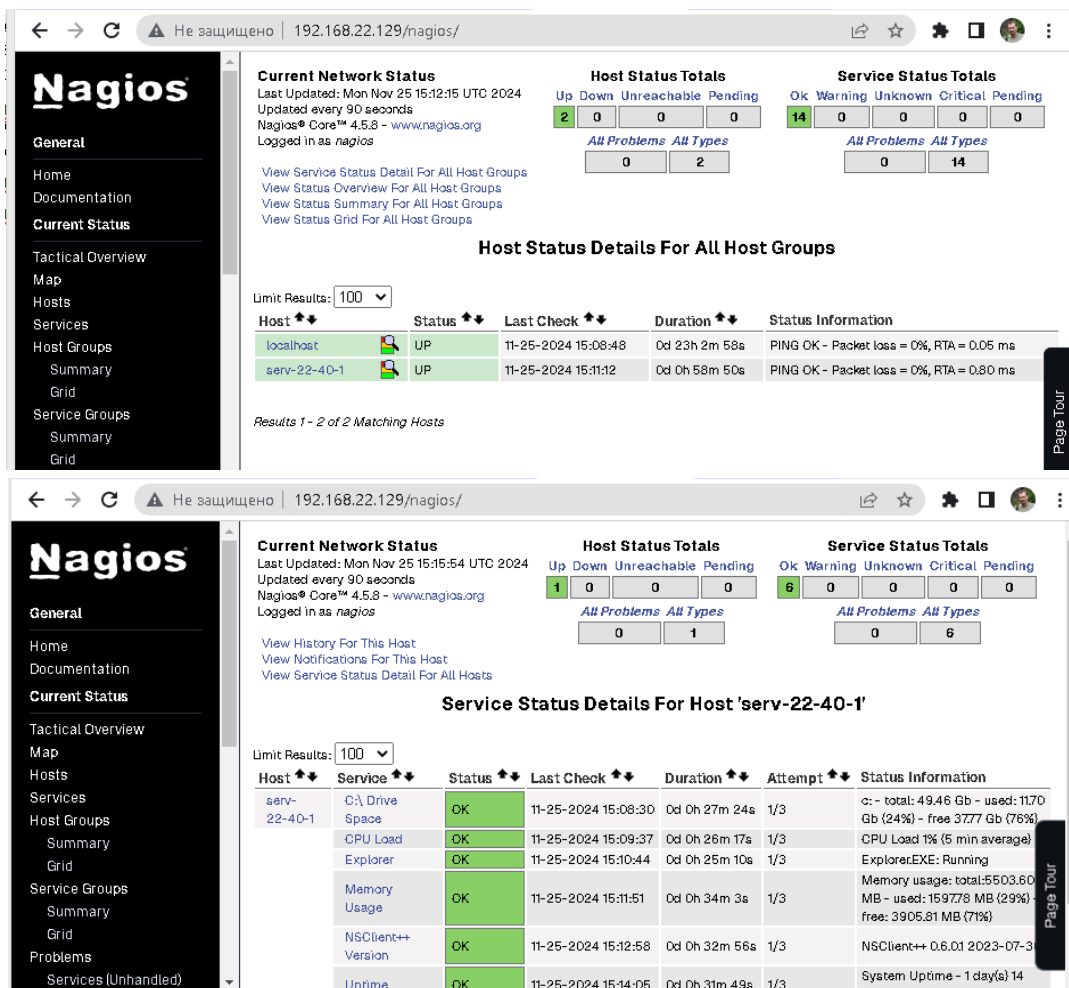 Не защищено | 192.168.22.129/nagios/
Nagios
General
Home
Documentation
Current Status
Tactical Overview
Map
Hosts
Services
Host Groups
Summary
Grid
Service Groups
Summary
Grid
Current Network Status
Last Updated: Mon Nov 25 15:12:15 UTC 2024
Updated every 90 seconds
Nagios® Core™ 4.5.8 - www.nagios.org
Logged in as nagios
View Service Status Detail For All Host Groups
View Status Overview For All Host Groups
View Status Summary For All Host Groups
View Status Grid For All Host Groups
Host Status Totals
Up Down Unreachable Pending
2 0 0 0
All Problems All Types
0 2
Service Status Totals
Ok Warning Unknown Critical Pending
14 0 0 0 0
All Problems All Types
0 14
Host Status Details For All Host Groups
Limit Results: 100
Host Status Last Check Duration Status Information
localhost UP 11-25-2024 15:08:48 0d 23h 2m 58s PING OK - Packet loss = 0%, RTA = 0.05 ms
serv-22-40-1 UP 11-25-2024 15:11:12 0d 0h 58m 50s PING OK - Packet loss = 0%, RTA = 0.80 ms
Results 1 - 2 of 2 Matching Hosts
Page Tour
Не защищено | 192.168.22.129/nagios/
Nagios
General
Home
Documentation
Current Status
Tactical Overview
Map
Hosts
Services
Host Groups
Summary
Grid
Service Groups
Summary
Grid
Problems
Services (Unhandled)
Current Network Status
Last Updated: Mon Nov 25 15:15:54 UTC 2024
Updated every 90 seconds
Nagios® Core™ 4.5.8 - www.nagios.org
Logged in as nagios
View History For This Host
View Notifications For This Host
View Service Status Detail For All Hosts
Host Status Totals
Up Down Unreachable Pending
1 0 0 0
All Problems All Types
0 1
Service Status Totals
Ok Warning Unknown Critical Pending
6 0 0 0 0
All Problems All Types
0 6
Service Status Details For Host 'serv-22-40-1'
Limit Results: 100
Host Service Status Last Check Duration Attempt Status Information
serv-22-40-1 C:\ Drive Space OK 11-25-2024 15:08:30 0d 0h 27m 24s 1/3 c: - total: 49.46 Gb - used: 11.70 Gb (24%) - free 37.77 Gb (76%)
CPU Load OK 11-25-2024 15:09:37 0d 0h 26m 17s 1/3 CPU Load 1% (5 min average)
Explorer OK 11-25-2024 15:10:44 0d 0h 25m 10s 1/3 Explorer.EXE: Running
Memory Usage OK 11-25-2024 15:11:51 0d 0h 34m 3s 1/3 Memory usage: total:5503.60 MB - used: 1597.78 MB (29%) - free: 3905.81 MB (71%)
NSClient++ Version OK 11-25-2024 15:12:58 0d 0h 32m 56s 1/3 NSClient++ 0.6.0.1 2023-07-3
Uptime OK 11-25-2024 15:14:05 0d 0h 31m 49s 1/3 System Uptime - 1 day(s) 14
Page Tour